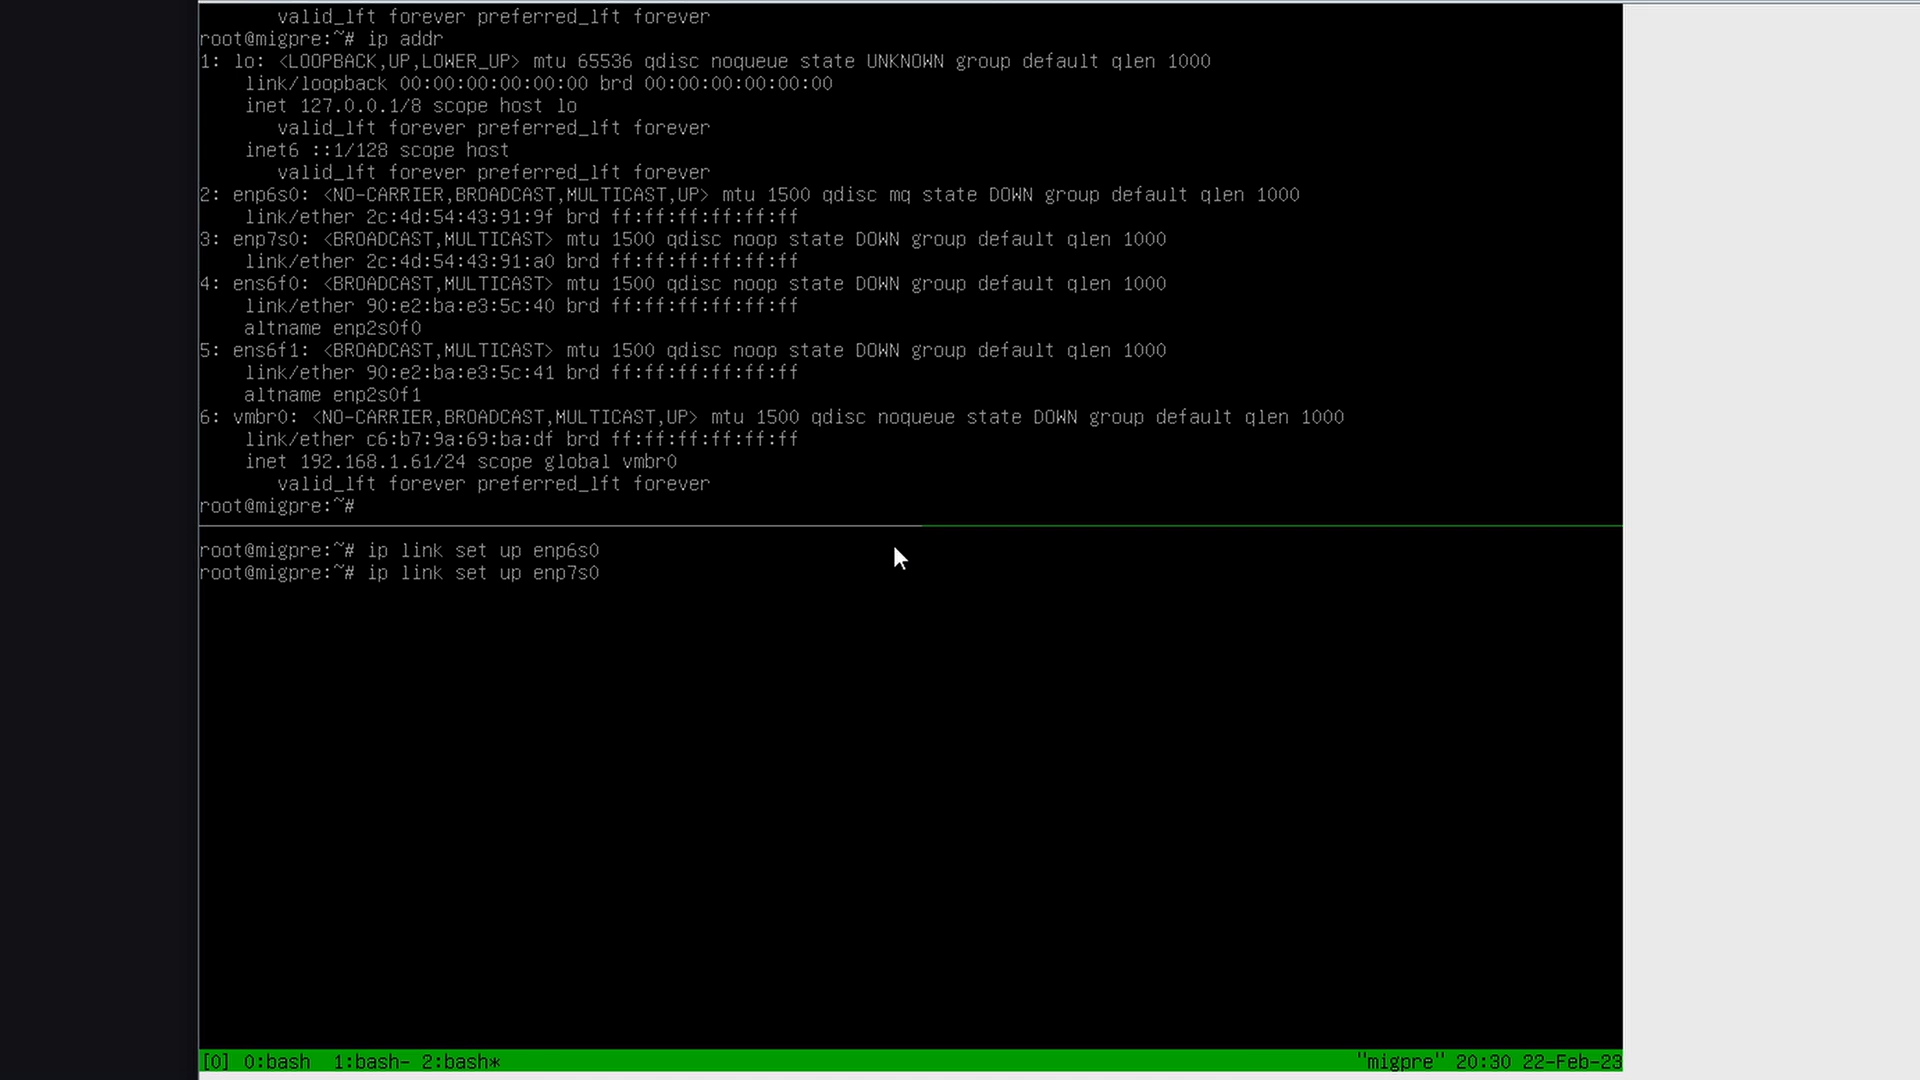 valid_lft forever preferred_lft forever
root@migpre:~# ip addr
1: lo: <LOOPBACK,UP,LOWER_UP> mtu 65536 qdisc noqueue state UNKNOWN group default qlen 1000
link/loopback 00:00:00:00:00:00 brd 00:00:00:00:00:00
inet 127.0.0.1/8 scope host lo
valid_lft forever preferred_lft forever
inet6 ::1/128 scope host
valid_lft forever preferred_lft forever
2: enp6s0: <NO-CARRIER,BROADCAST,MULTICAST,UP> mtu 1500 qdisc mq state DOWN group default qlen 1000
link/ether 2c:4d:54:43:91:9f brd ff:ff:ff:ff:ff:ff
3: enp7s0: <BROADCAST,MULTICAST> mtu 1500 qdisc noop state DOWN group default qlen 1000
link/ether 2c:4d:54:43:91:a0 brd ff:ff:ff:ff:ff:ff
4: ens6f0: <BROADCAST,MULTICAST> mtu 1500 qdisc noop state DOWN group default qlen 1000
link/ether 90:e2:ba:e3:5c:40 brd ff:ff:ff:ff:ff:ff
altname enp2s0f0
5: ens6f1: <BROADCAST,MULTICAST> mtu 1500 qdisc noop state DOWN group default qlen 1000
link/ether 90:e2:ba:e3:5c:41 brd ff:ff:ff:ff:ff:ff
altname enp2s0f1
6: vmbr0: <NO-CARRIER,BROADCAST,MULTICAST,UP> mtu 1500 qdisc noqueue state DOWN group default qlen 1000
link/ether c6:b7:9a:69:ba:df brd ff:ff:ff:ff:ff:ff
inet 192.168.1.61/24 scope global vmbr0
valid_lft forever preferred_lft forever
root@migpre:~#
root@migpre:~# ip link set up enp6s0
root@migpre:~# ip link set up enp7s0
[0] 0:bash 1:bash- 2:bash* "migpre" 20:30 22-Feb-23